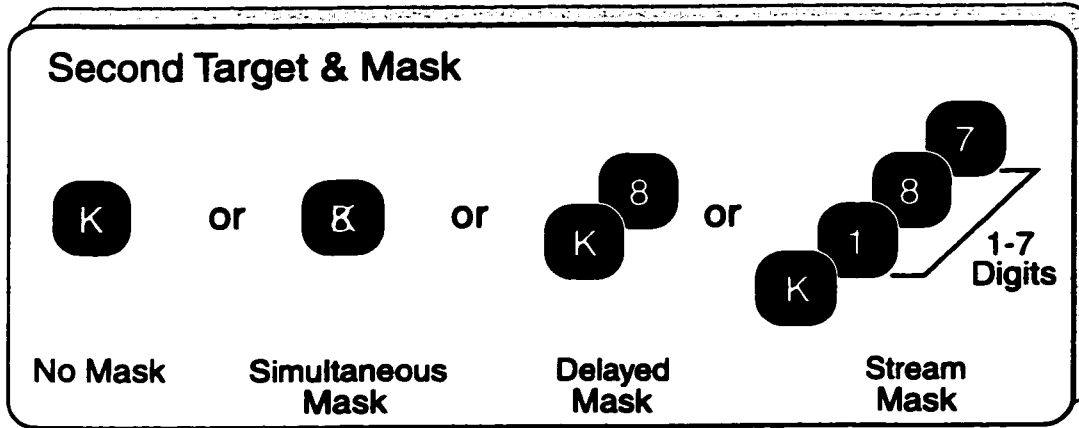 Second Target & Mask
K or 8K or K 8 or K 1 8 7
1-7
Digits
No Mask Simultaneous Mask Delayed Mask Stream Mask